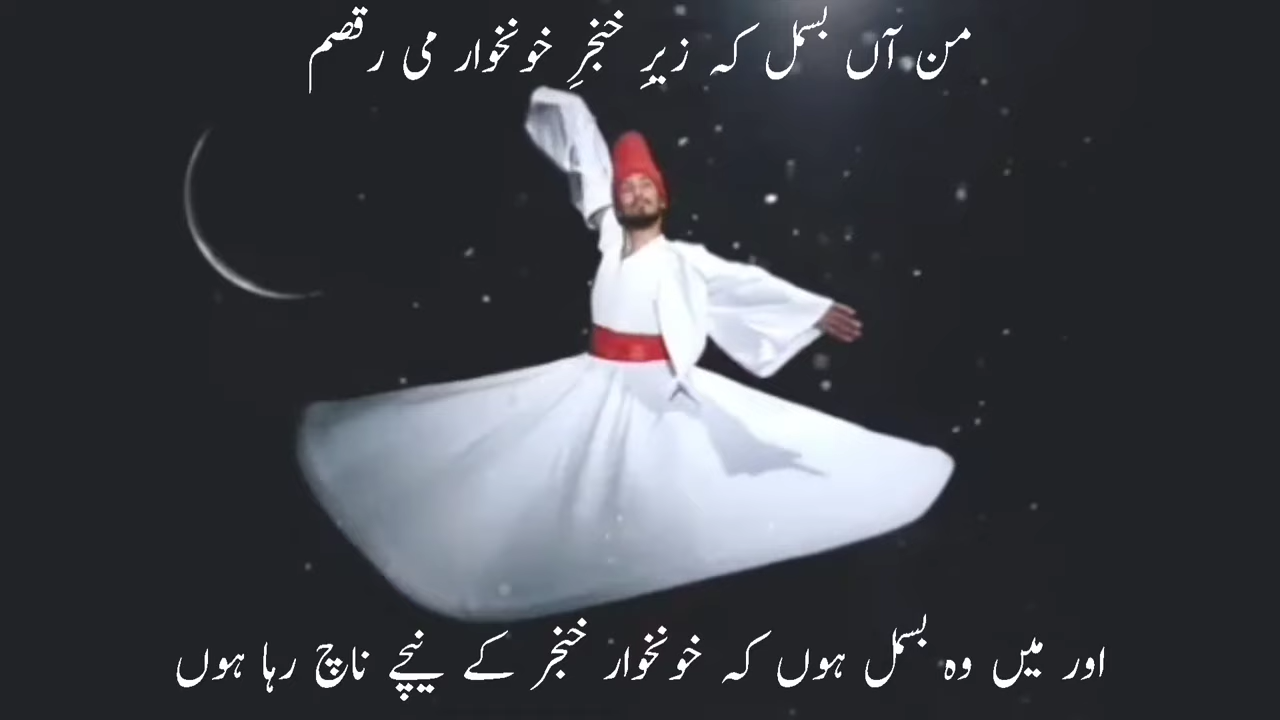 من آں بسمل کہ زیرِ خنجرِ خونخوار می رقصم
اور میں وہ بسمل ہوں کہ خونخوار خنجر کے نیچے ناچ رہا ہوں